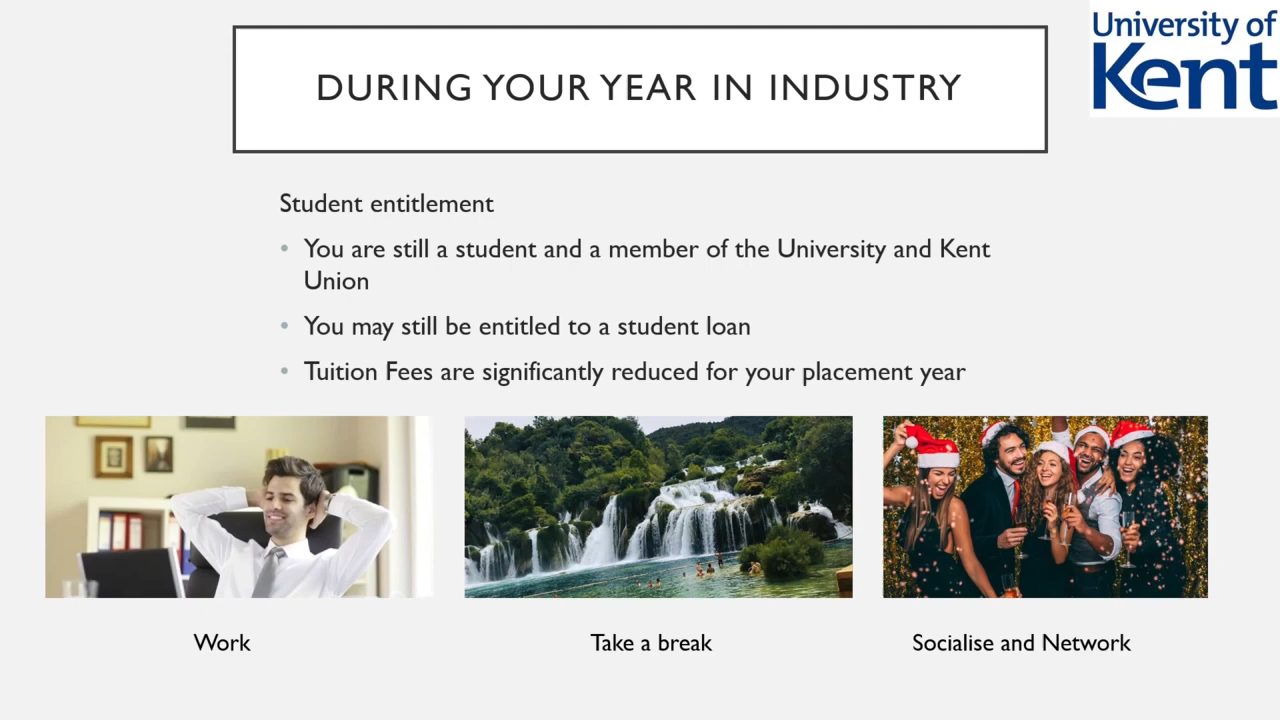 University of
Kent
DURING YOUR YEAR IN INDUSTRY
Student entitlement
• You are still a student and a member of the University and Kent
Union
• You may still be entitled to a student loan
• Tuition Fees are significantly reduced for your placement year
Work
Take a break
Socialise and Network